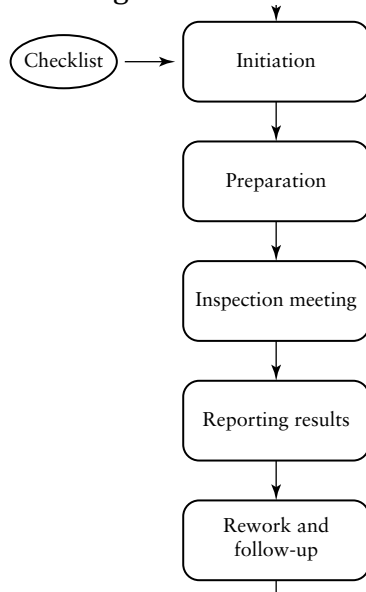 Checklist
Initiation
Preparation
Inspection meeting
Reporting results
Rework and
follow-up